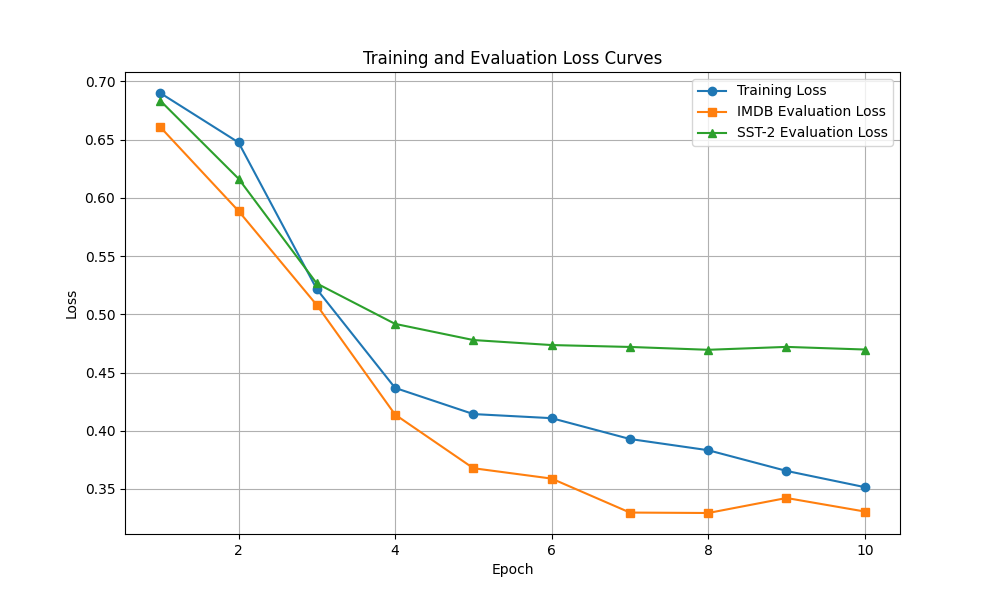 Training and Evaluation Loss Curves
Training Loss
IMDB Evaluation Loss
SST-2 Evaluation Loss
0.70
0.65
0.60
0.55
0.50
0.45
0.40
0.35
Loss
2
4
6
8
10
Epoch